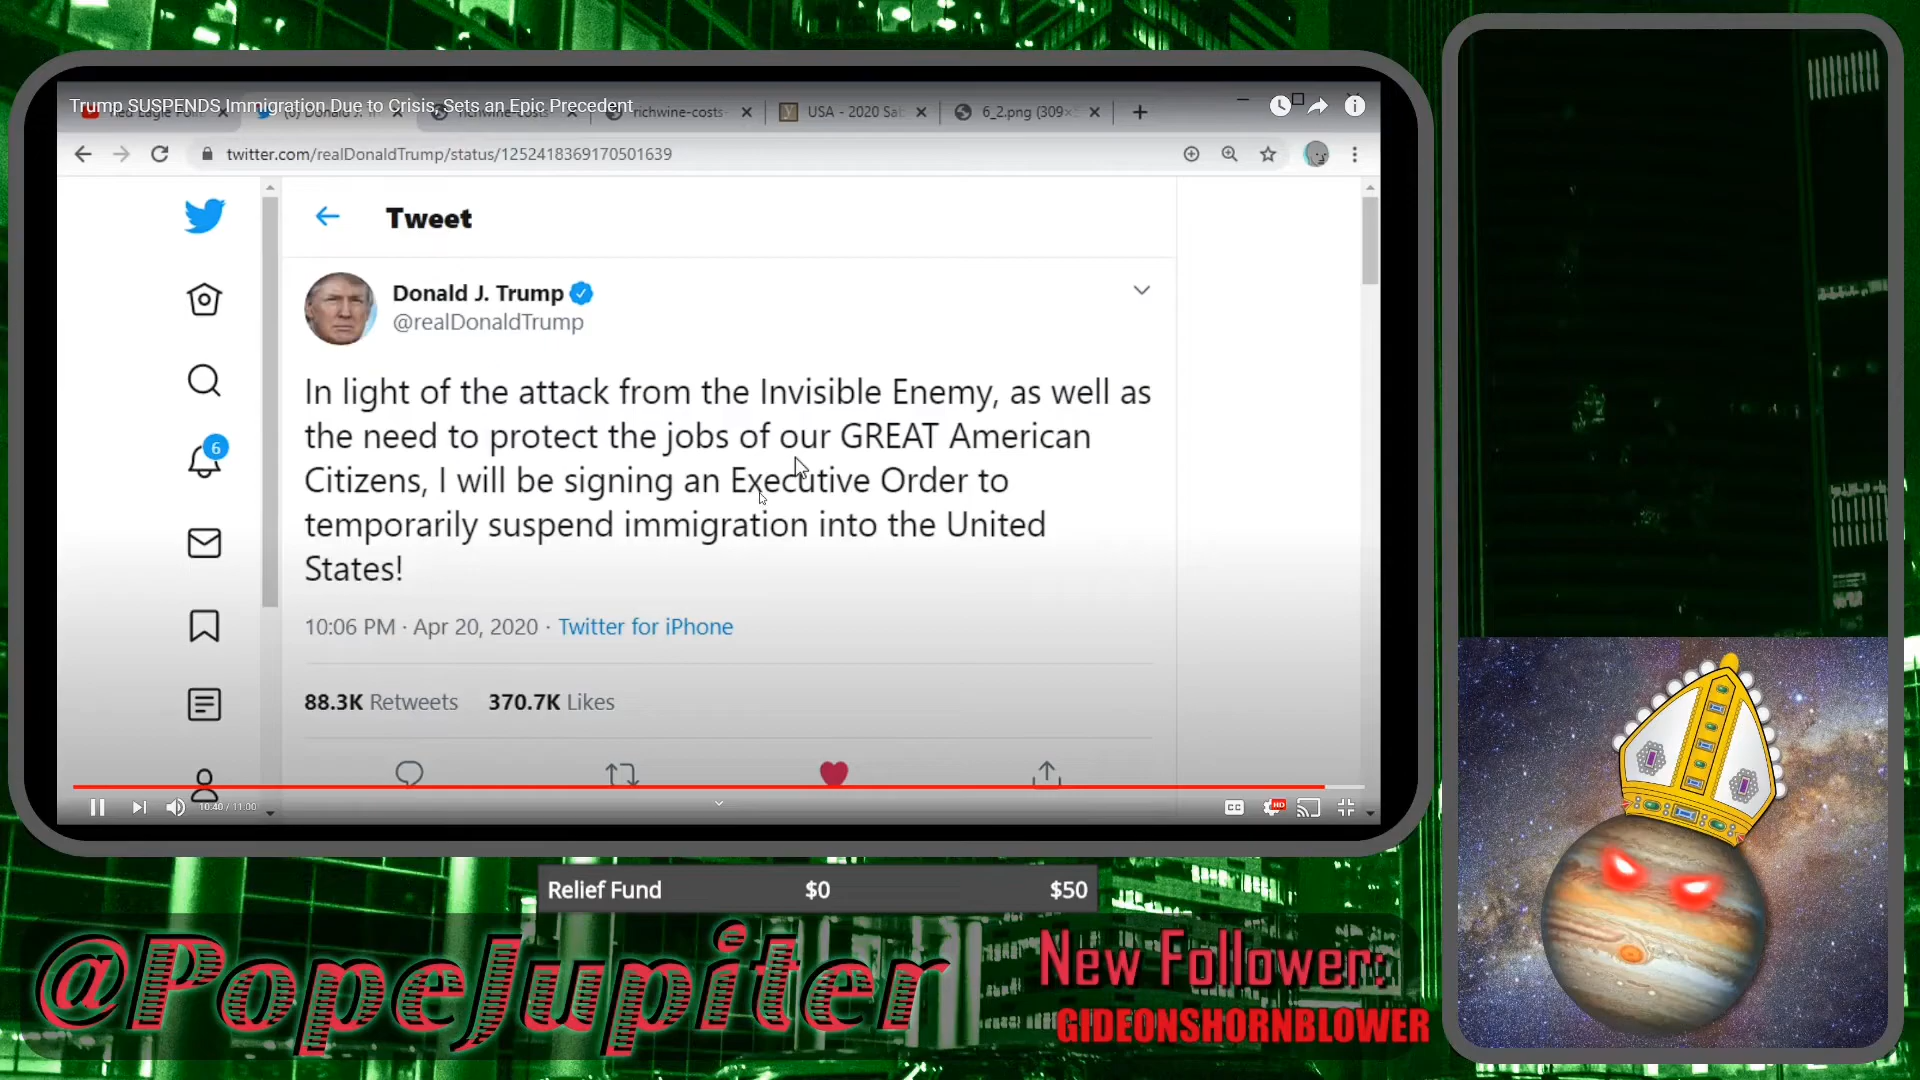 Trump SUSPENDS Immigration Due to Crisis, Sets an Epic Precedent
richwine-costs
richwine-costs
USA - 2020 Sa
6_2.png (309×
twitter.com/realDonaldTrump/status/1252418369170501639
Tweet
Donald J. Trump
@realDonaldTrump
In light of the attack from the Invisible Enemy, as well as
the need to protect the jobs of our GREAT American
Citizens, I will be signing an Executive Order to
temporarily suspend immigration into the United
States!
10:06 PM · Apr 20, 2020 · Twitter for iPhone
88.3K Retweets 370.7K Likes
6
10:40 / 11:00
CC
HD
Relief Fund $0 $50
@PopeJupiter
New Follower:
GIDEONSHORNBLOWER